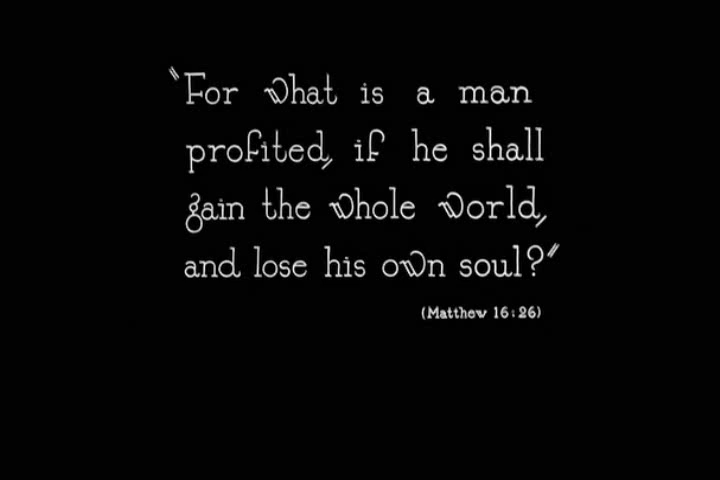 "For what is a man
profited, if he shall
gain the whole world,
and lose his own soul?"
(Matthew 16:26)